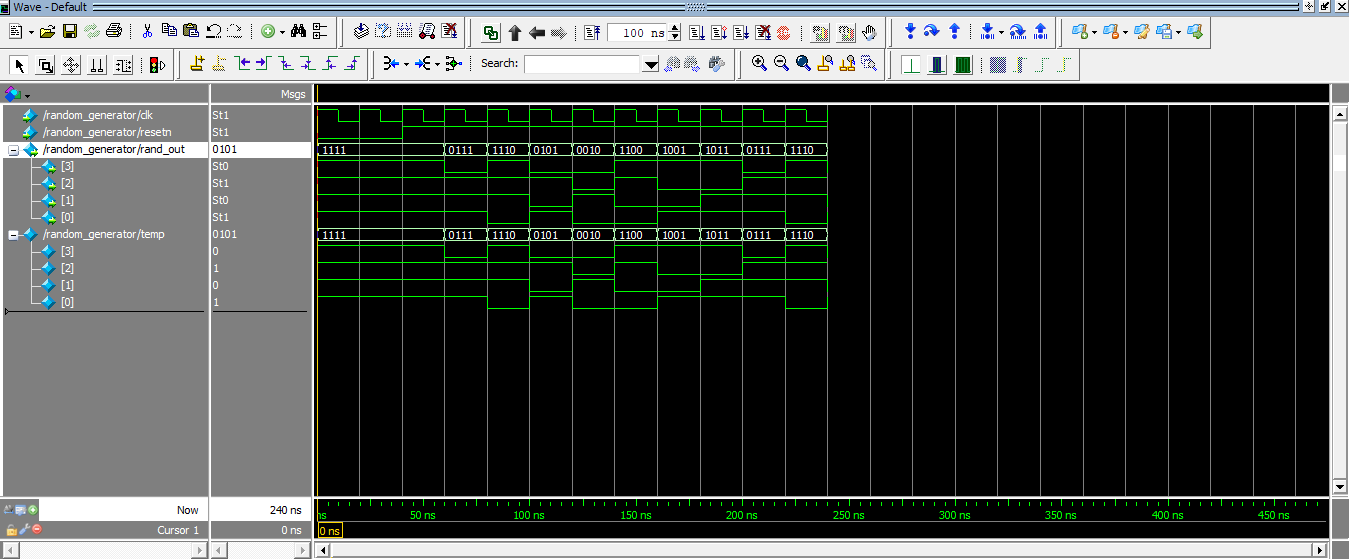 Wave - Default
100 ns
Search:
Msgs
/random_generator/clk St1
/random_generator/resetn St1
/random_generator/rand_out 0101 1111 0111 1110 0101 0010 1100 1001 1011 0111 1110
[3] St0
[2] St1
[1] St0
[0] St1
/random_generator/temp 0101 1111 0111 1110 0101 0010 1100 1001 1011 0111 1110
[3] 0
[2] 1
[1] 0
[0] 1
Now 240 ns ns 50 ns 100 ns 150 ns 200 ns 250 ns 300 ns 350 ns 400 ns 450 ns
Cursor 1 0 ns 0 ns